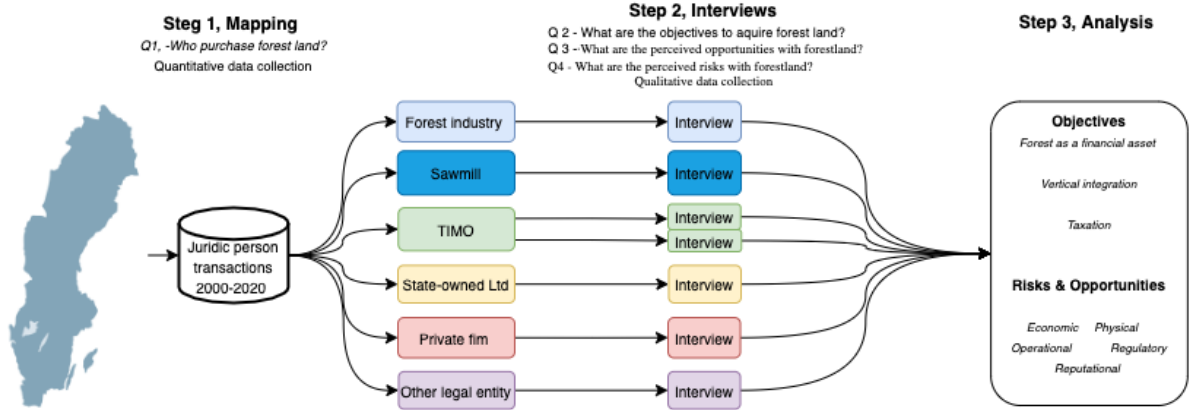 Steg 1, Mapping
Q1, -Who purchase forest land?
Quantitative data collection
Step 2, Interviews
Q 2 - What are the objectives to aquire forest land?
Q 3 -What are the perceived opportunities with forestland?
Q4 - What are the perceived risks with forestland?
Qualitative data collection
Step 3, Analysis
Juridic person
transactions
2000-2020
Forest industry
Sawmill
TIMO
State-owned Ltd
Private fim
Other legal entity
Interview
Interview
Interview
Interview
Interview
Interview
Interview
Objectives
Forest as a financial asset
Vertical integration
Taxation
Risks & Opportunities
Economic Physical
Operational Regulatory
Reputational